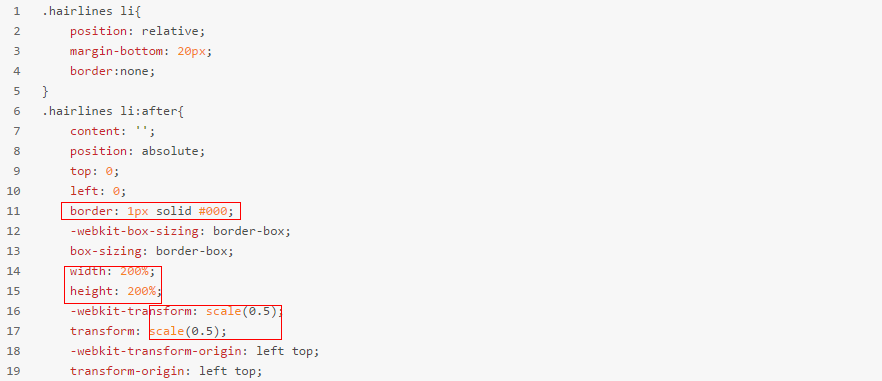 1 .hairlines li{
2 position: relative;
3 margin-bottom: 20px;
4 border:none;
5 }
6 .hairlines li:after{
7 content: '';
8 position: absolute;
9 top: 0;
10 left: 0;
11 border: 1px solid #000;
12 -webkit-box-sizing: border-box;
13 box-sizing: border-box;
14 width: 200%;
15 height: 200%;
16 -webkit-transform: scale(0.5);
17 transform: scale(0.5);
18 -webkit-transform-origin: left top;
19 transform-origin: left top;